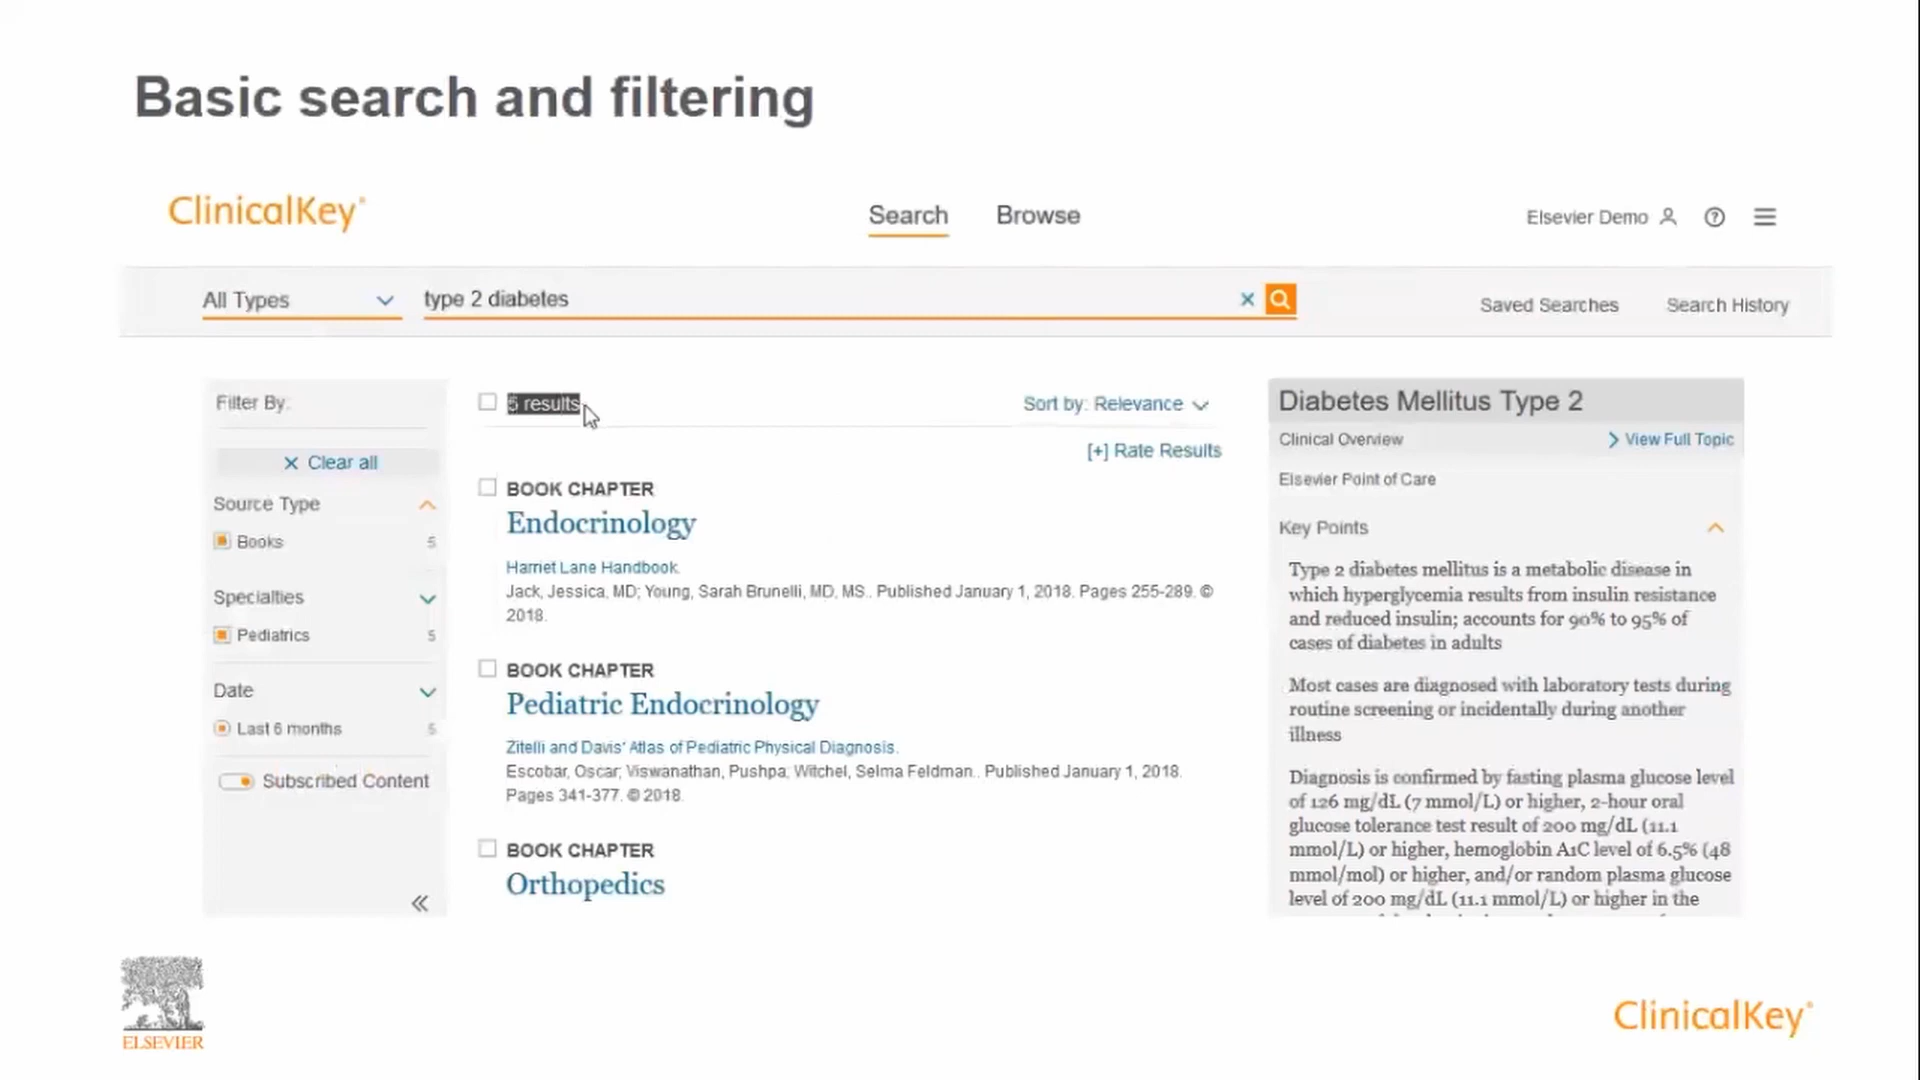 Basic search and filtering
ClinicalKey®
Search
Browse
Elsevier Demo
All Types
type 2 diabetes
Saved Searches
Search History
Filter By:
Clear all
Source Type
Books 5
Specialties
Pediatrics 5
Date
Last 6 months 5
Subscribed Content
5 results
Sort by: Relevance
[+] Rate Results
BOOK CHAPTER
Endocrinology
Harriet Lane Handbook.
Jack, Jessica, MD; Young, Sarah Brunelli, MD, MS.. Published January 1, 2018. Pages 255-289. ©
2018.
BOOK CHAPTER
Pediatric Endocrinology
Zitelli and Davis' Atlas of Pediatric Physical Diagnosis.
Escobar, Oscar; Viswanathan, Pushpa; Witchel, Selma Feldman.. Published January 1, 2018.
Pages 341-377. © 2018.
BOOK CHAPTER
Orthopedics
Diabetes Mellitus Type 2
Clinical Overview
View Full Topic
Elsevier Point of Care
Key Points
Type 2 diabetes mellitus is a metabolic disease in
which hyperglycemia results from insulin resistance
and reduced insulin; accounts for 90% to 95% of
cases of diabetes in adults
Most cases are diagnosed with laboratory tests during
routine screening or incidentally during another
illness
Diagnosis is confirmed by fasting plasma glucose level
of 126 mg/dL (7 mmol/L) or higher, 2-hour oral
glucose tolerance test result of 200 mg/dL (11.1
mmol/L) or higher, hemoglobin A1C level of 6.5% (48
mmol/mol) or higher, and/or random plasma glucose
level of 200 mg/dL (11.1 mmol/L) or higher in the
ELSEVIER
ClinicalKey®